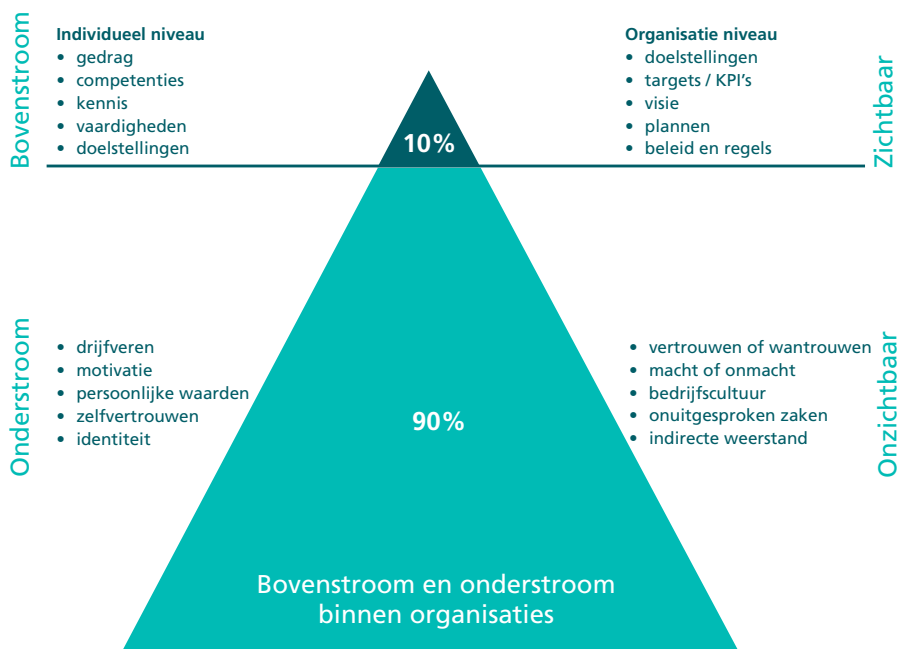 Bovenstroom
Individueel niveau
• gedrag
• competenties
• kennis
• vaardigheden
• doelstellingen
10%
Organisatie niveau
• doelstellingen
• targets / KPI's
• visie
• plannen
• beleid en regels
Zichtbaar
Onderstroom
• drijfveren
• motivatie
• persoonlijke waarden
• zelfvertrouwen
• identiteit
90%
• vertrouwen of wantrouwen
• macht of onmacht
• bedrijfscultuur
• onuitgesproken zaken
• indirecte weerstand
Onzichtbaar
Bovenstroom en onderstroom
binnen organisaties